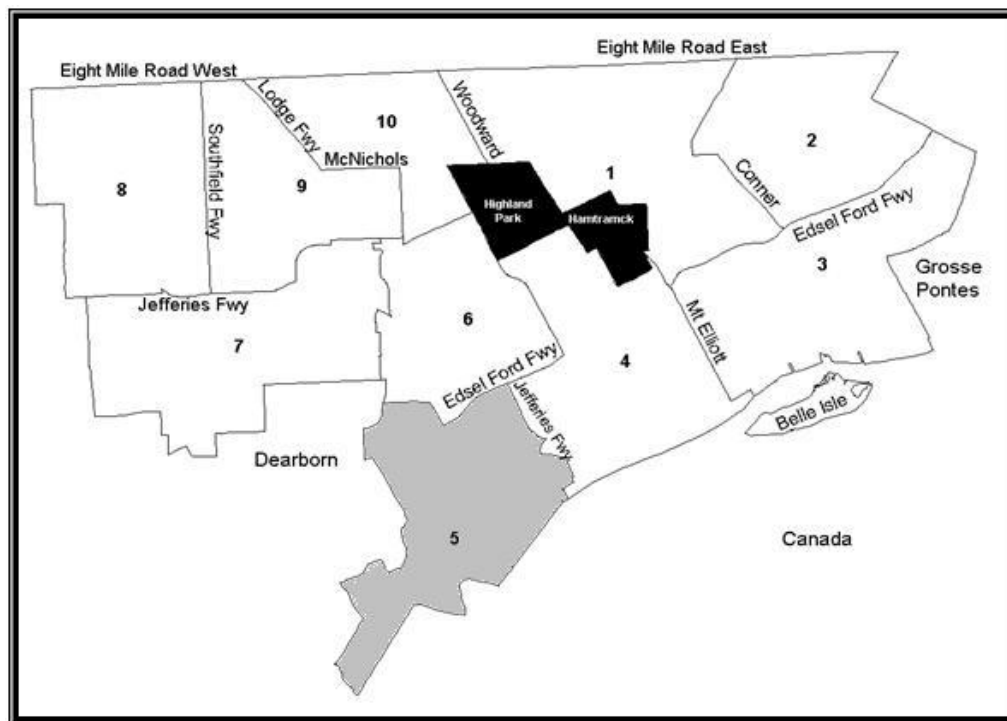 Eight Mile Road East
Eight Mile Road West
Lodge Fwy
Woodward
10
2
Southfield Fwy
McNichols
1
Conner
8
9
Highland
Park
Hamtramck
Edsel Ford Fwy
3
Grosse
Pontes
Jefferies Fwy
6
Mt Elliott
7
4
Edsel Ford Fwy
Jefferies Fwy
Belle Isle
Dearborn
5
Canada